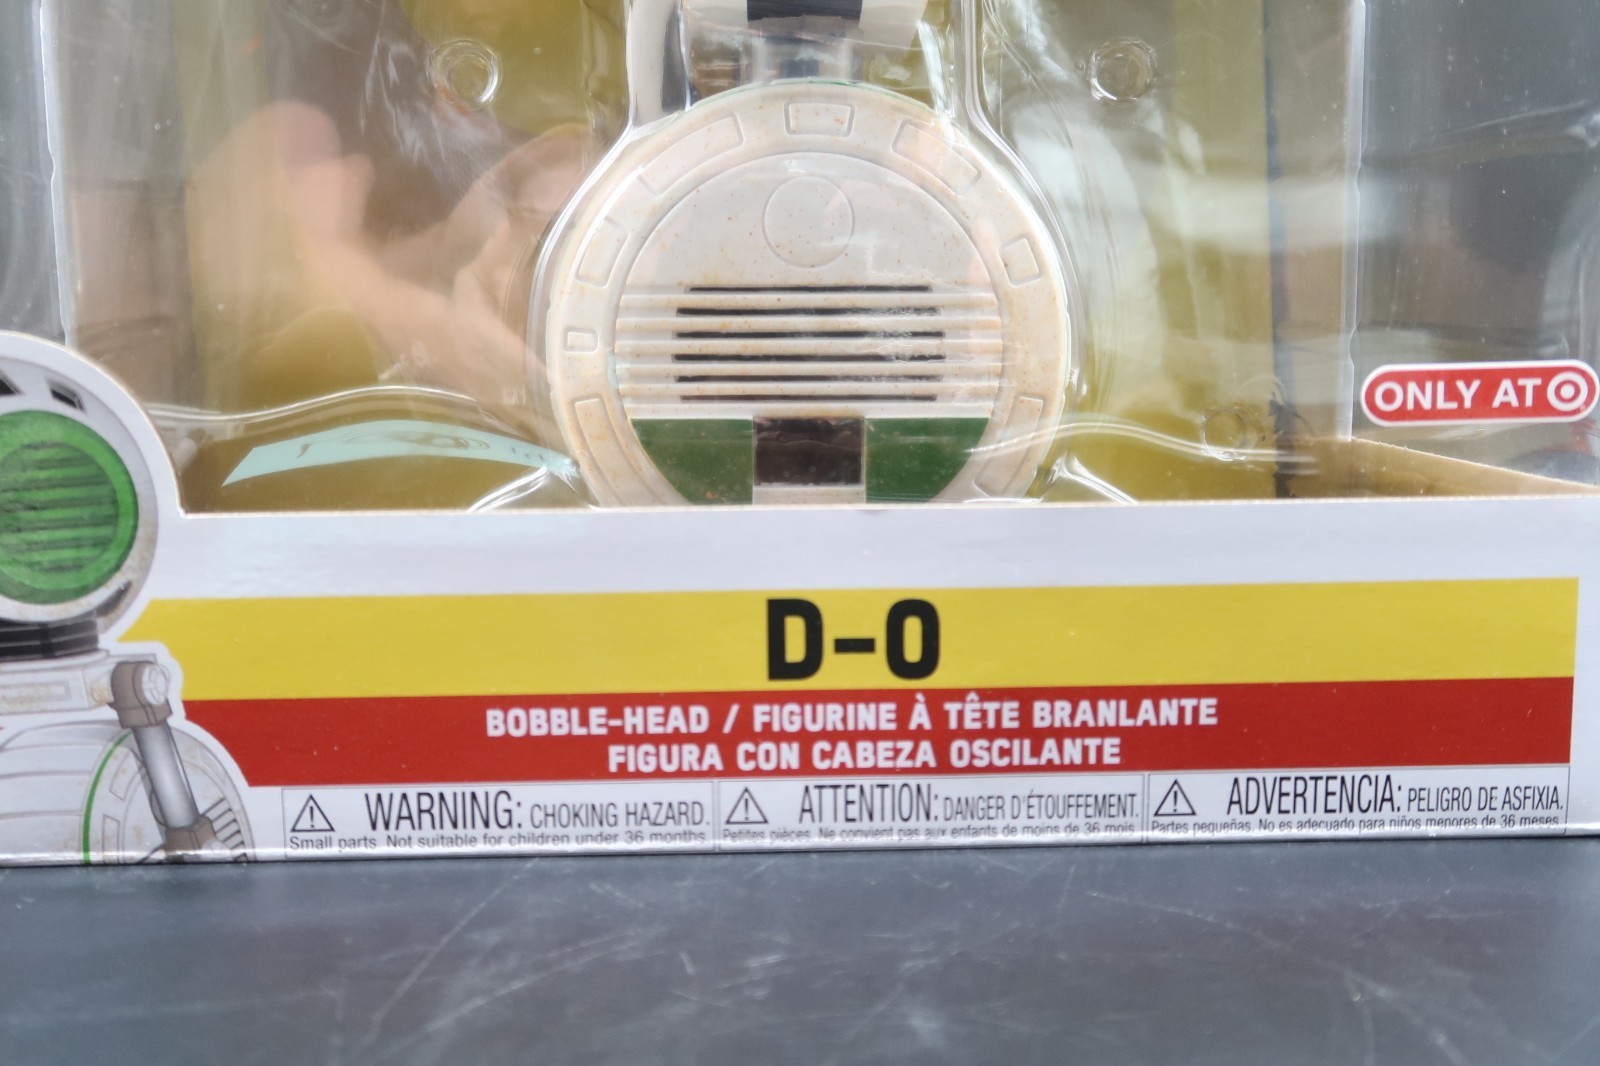 ONLY AT
D-O
BOBBLE-HEAD / FIGURINE À TÊTE BRANLANTE
FIGURA CON CABEZA OSCILANTE
WARNING: CHOKING HAZARD.
Small parts. Not suitable for children under 36 months.
ATTENTION: DANGER D'ÉTOUFFEMENT.
Petites pièces. Ne convient pas aux enfants de moins de 36 mois.
ADVERTENCIA: PELIGRO DE ASFIXIA.
Partes pequeñas. No es adecuado para niños menores de 36 meses.